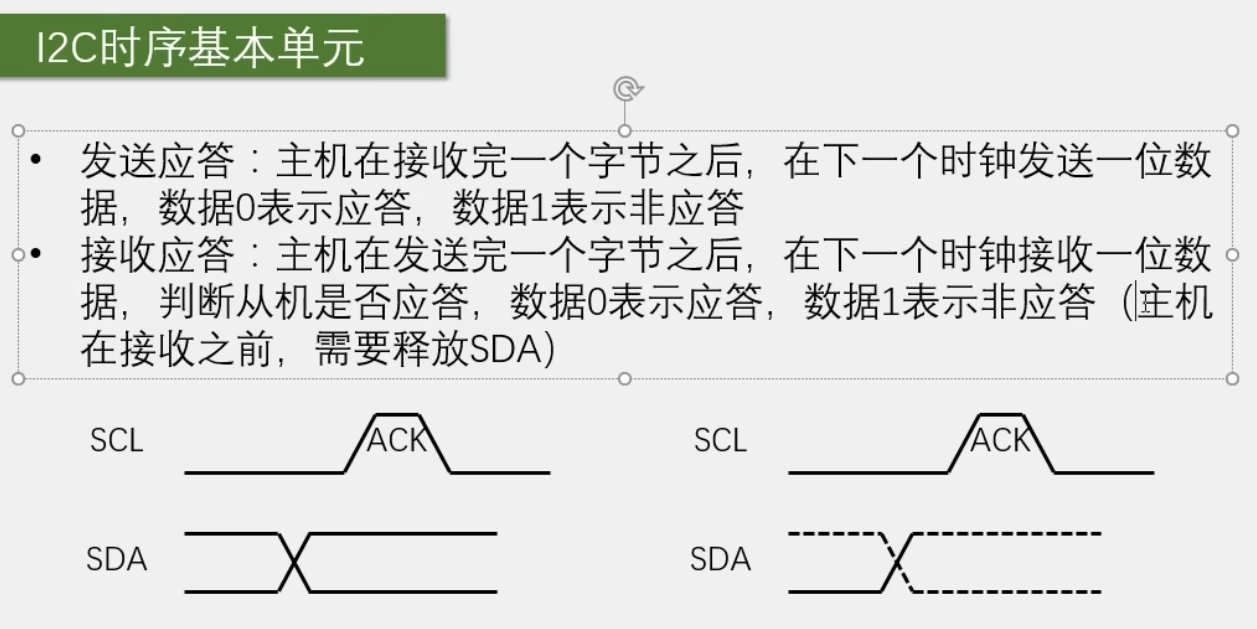 I2C时序基本单元
• 发送应答：主机在接收完一个字节之后，在下一个时钟发送一位数
据，数据0表示应答，数据1表示非应答
• 接收应答：主机在发送完一个字节之后，在下一个时钟接收一位数
据，判断从机是否应答，数据0表示应答，数据1表示非应答（主机
在接收之前，需要释放SDA）
SCL ACK SCL ACK
SDA SDA